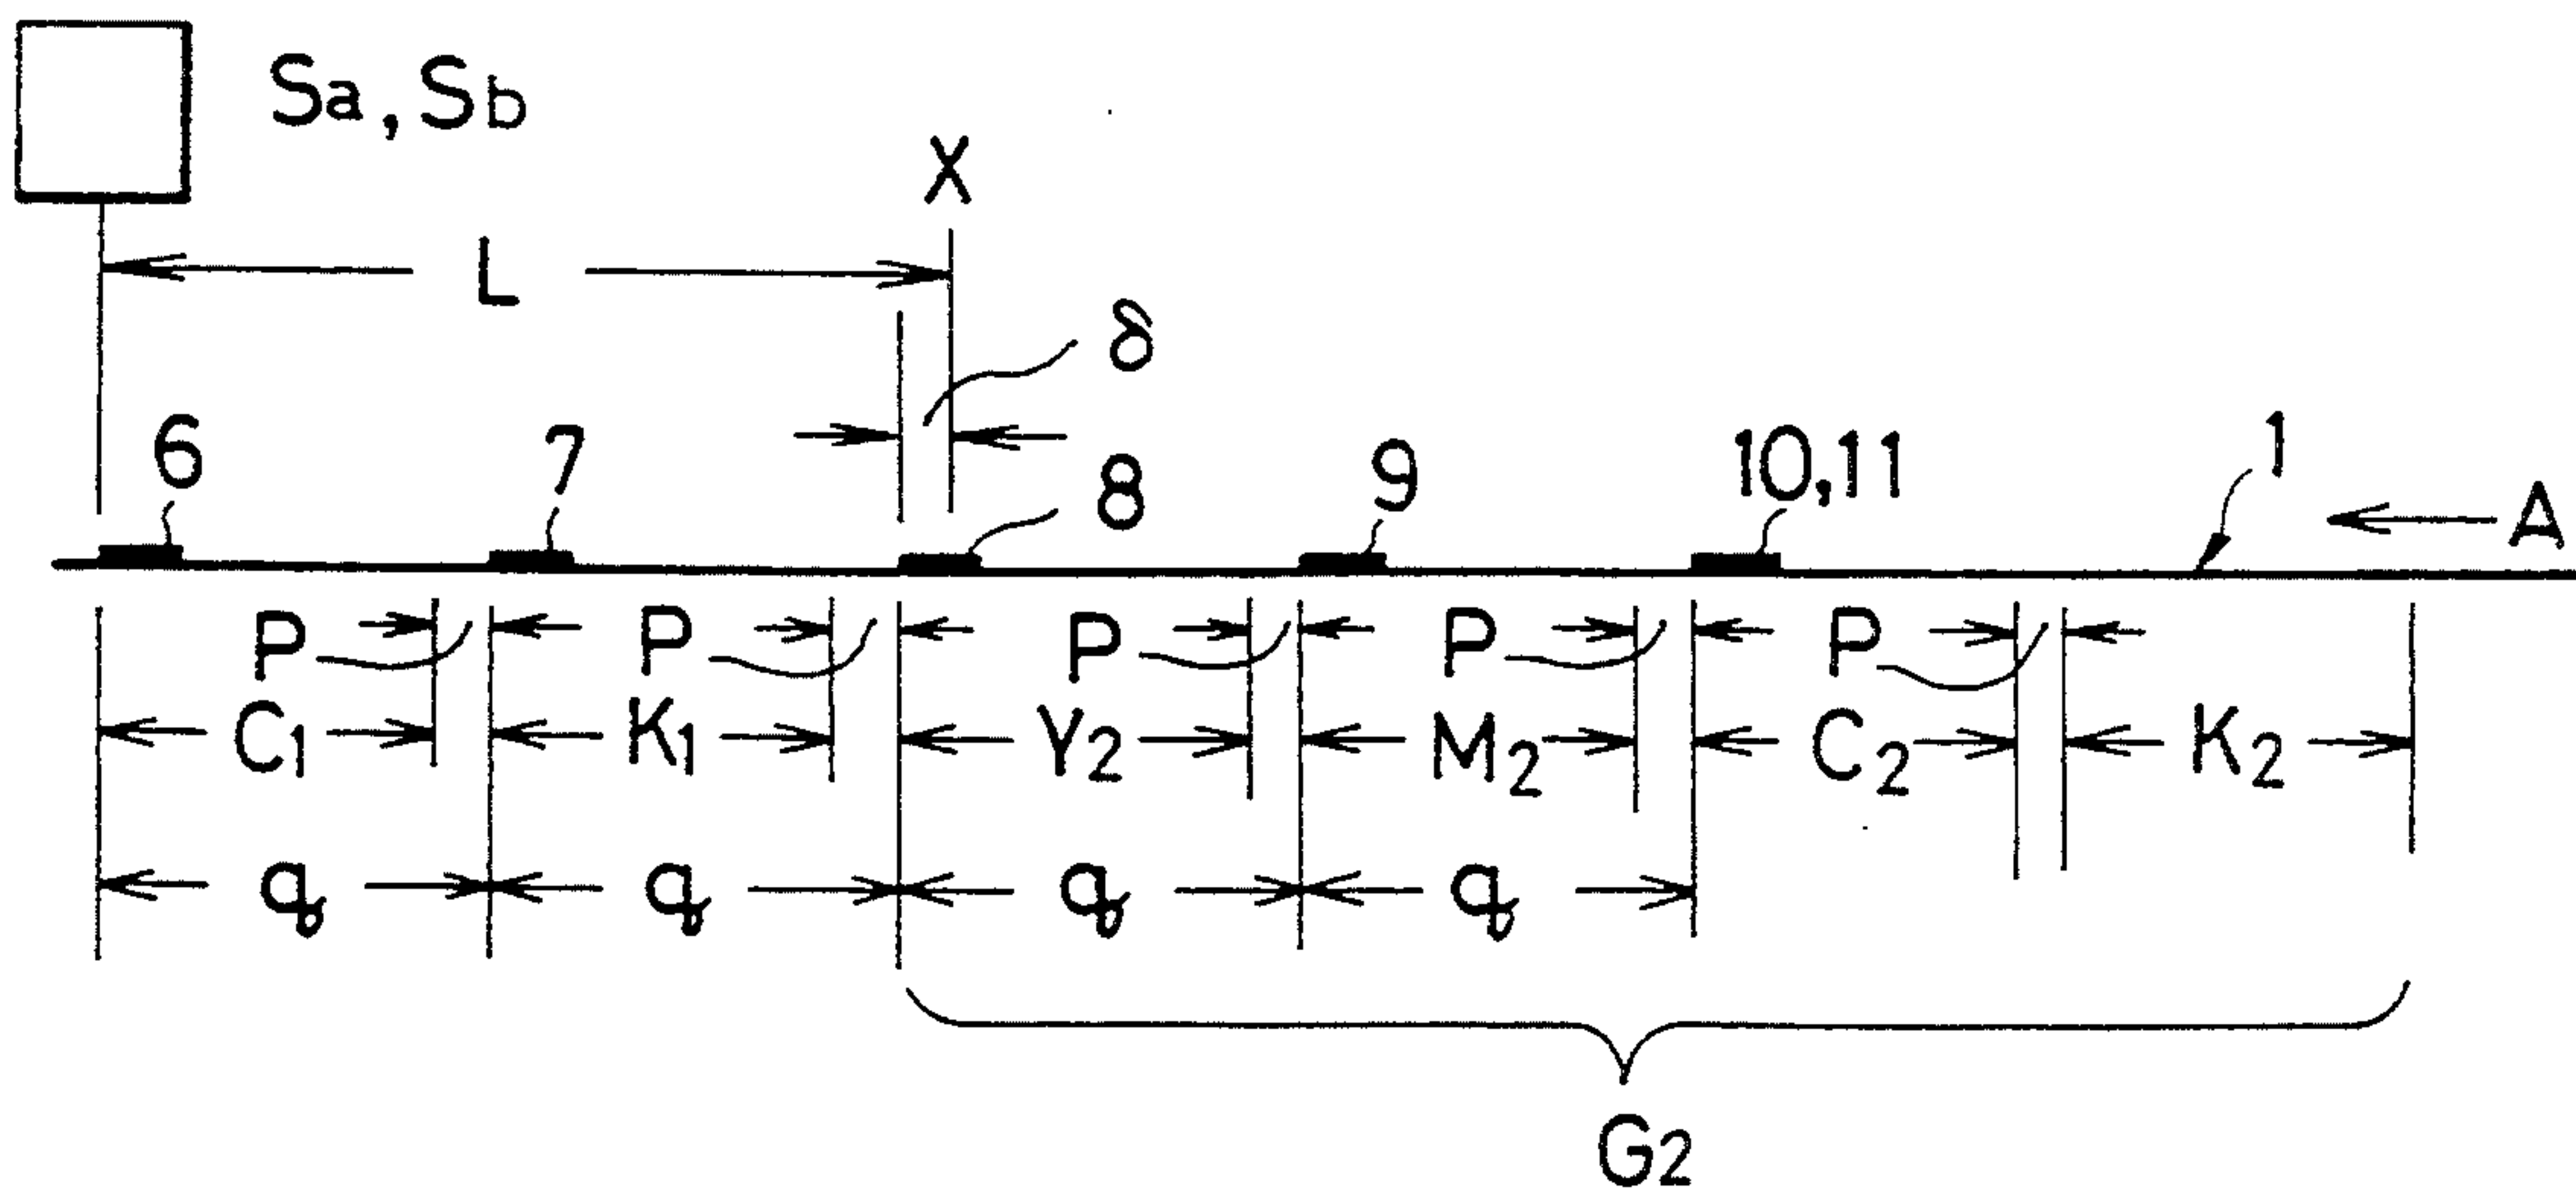 Sa, Sb
X
L
δ
6 7 8 9 10,11 1 A
P P P P P
C1 K1 Y2 M2 C2 K2
q q q q
G2